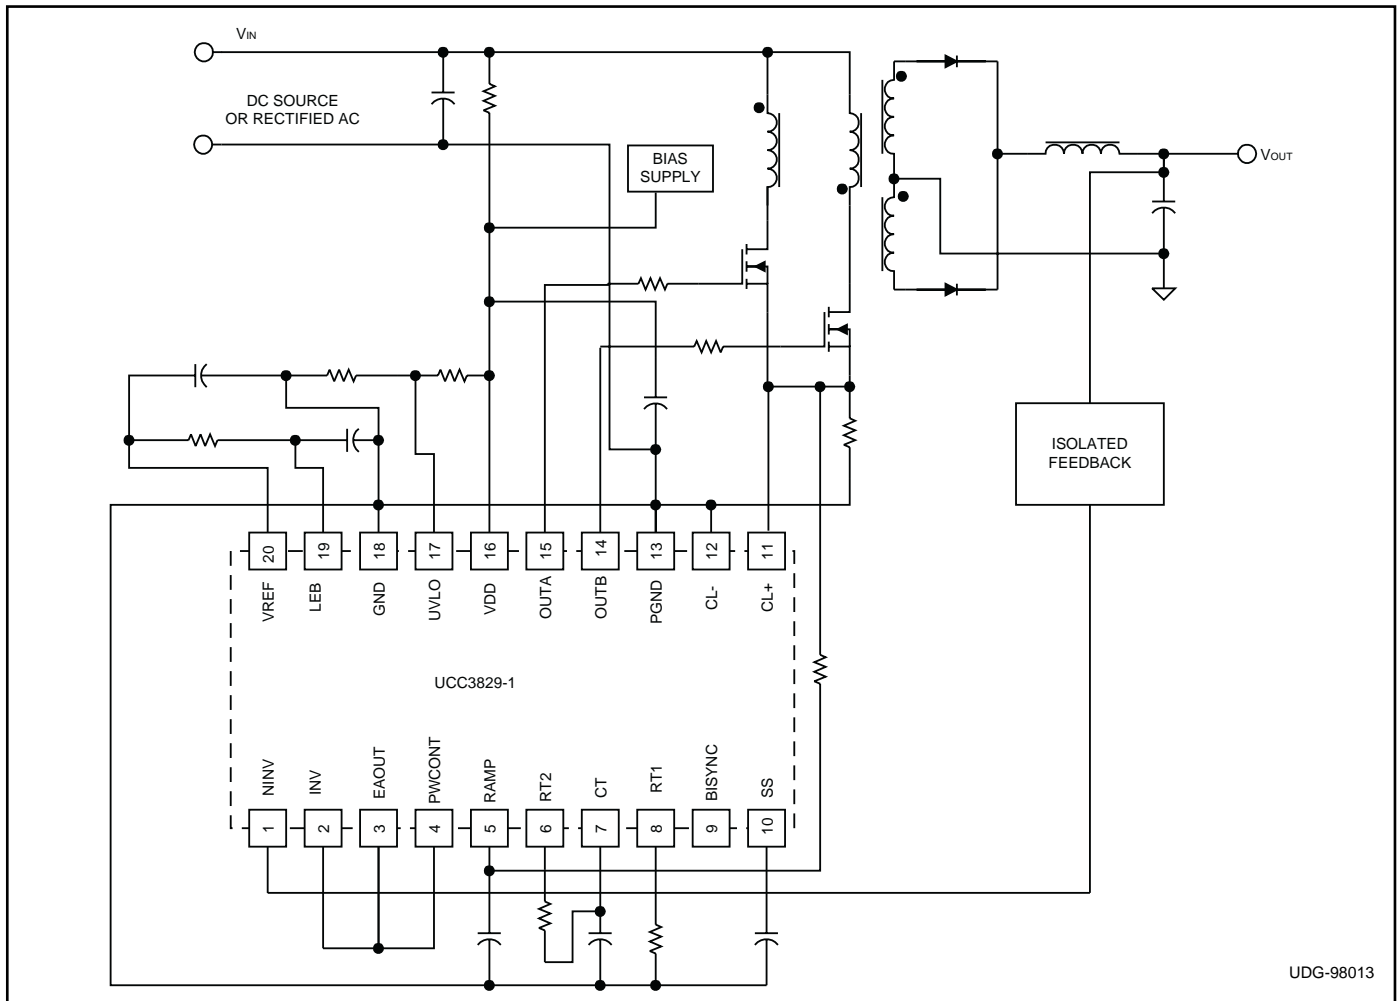 VIN
DC SOURCE
OR RECTIFIED AC
BIAS
SUPPLY
VOUT
ISOLATED
FEEDBACK
20
19
18
17
16
15
14
13
12
11
VREF
LEB
GND
UVLO
VDD
OUTA
OUTB
PGND
CL-
CL+
UCC3829-1
NINV
INV
EAOUT
PWCONT
RAMP
RT2
CT
RT1
BISYNC
SS
1
2
3
4
5
6
7
8
9
10
UDG-98013